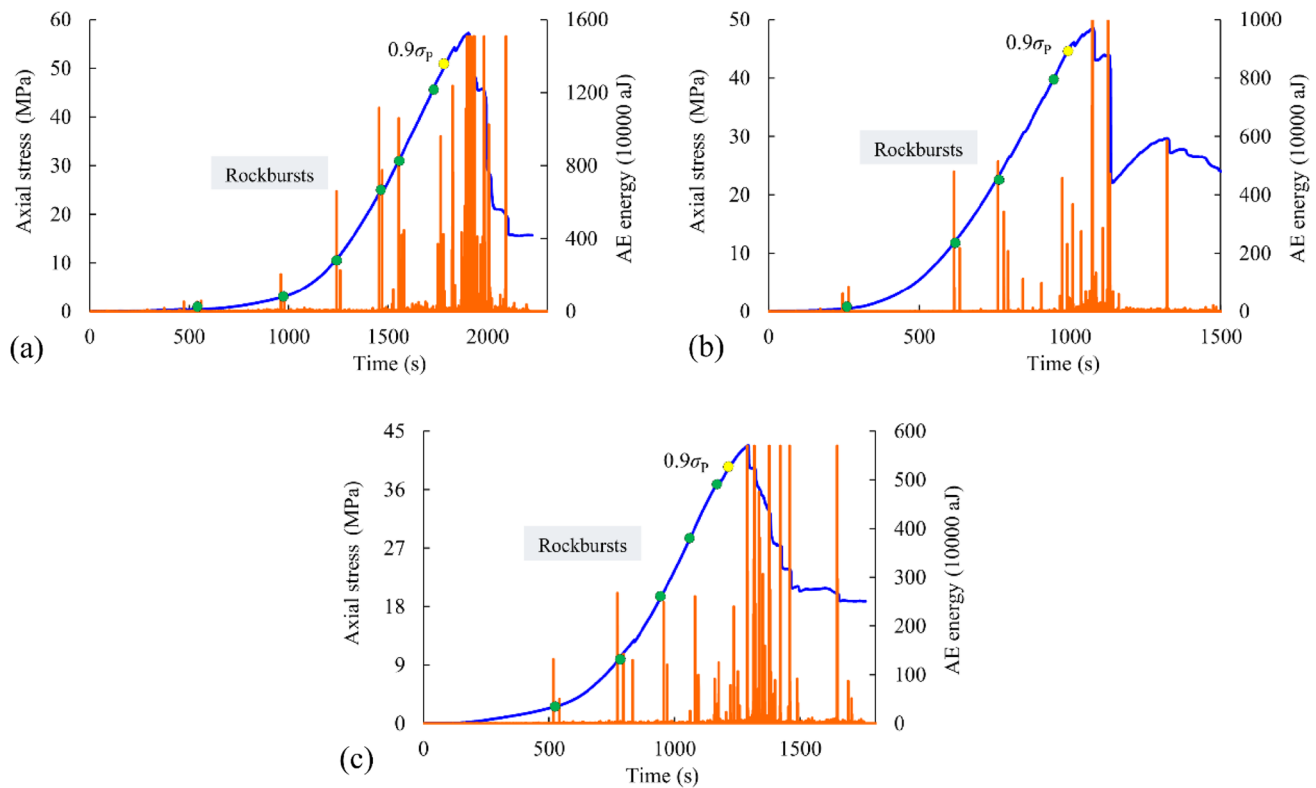 60
50
40
30
20
10
0
Axial stress (MPa)
0.9σP
Rockbursts
1600
1200
800
400
0
AE energy (10000 aJ)
0 500 1000 1500 2000
Time (s)
(a)
50
40
30
20
10
0
Axial stress (MPa)
0.9σP
Rockbursts
1000
800
600
400
200
0
AE energy (10000 aJ)
0 500 1000 1500
Time (s)
(b)
45
36
27
18
9
0
Axial stress (MPa)
0.9σP
Rockbursts
600
500
400
300
200
100
0
AE energy (10000 aJ)
0 500 1000 1500
Time (s)
(c)